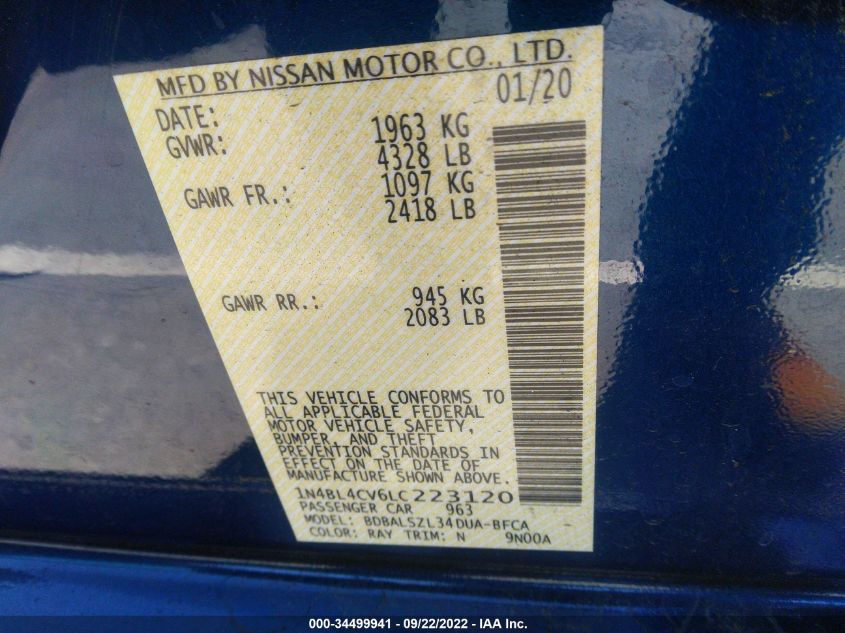 MFD BY NISSAN MOTOR CO., LTD.
DATE: 01/20
GVWR: 1963 KG
4328 LB
GAWR FR.: 1097 KG
2418 LB
GAWR RR.: 945 KG
2083 LB
THIS VEHICLE CONFORMS TO
ALL APPLICABLE FEDERAL
MOTOR VEHICLE SAFETY,
BUMPER, AND THEFT
PREVENTION STANDARDS IN
EFFECT ON THE DATE OF
MANUFACTURE SHOWN ABOVE.
1N4BL4CV6LC223120
PASSENGER CAR 963
MODEL: BDBALSZL34DUA-BFCA
COLOR: RAY TRIM: N 9N00A
000-34499941 - 09/22/2022 - IAA Inc.